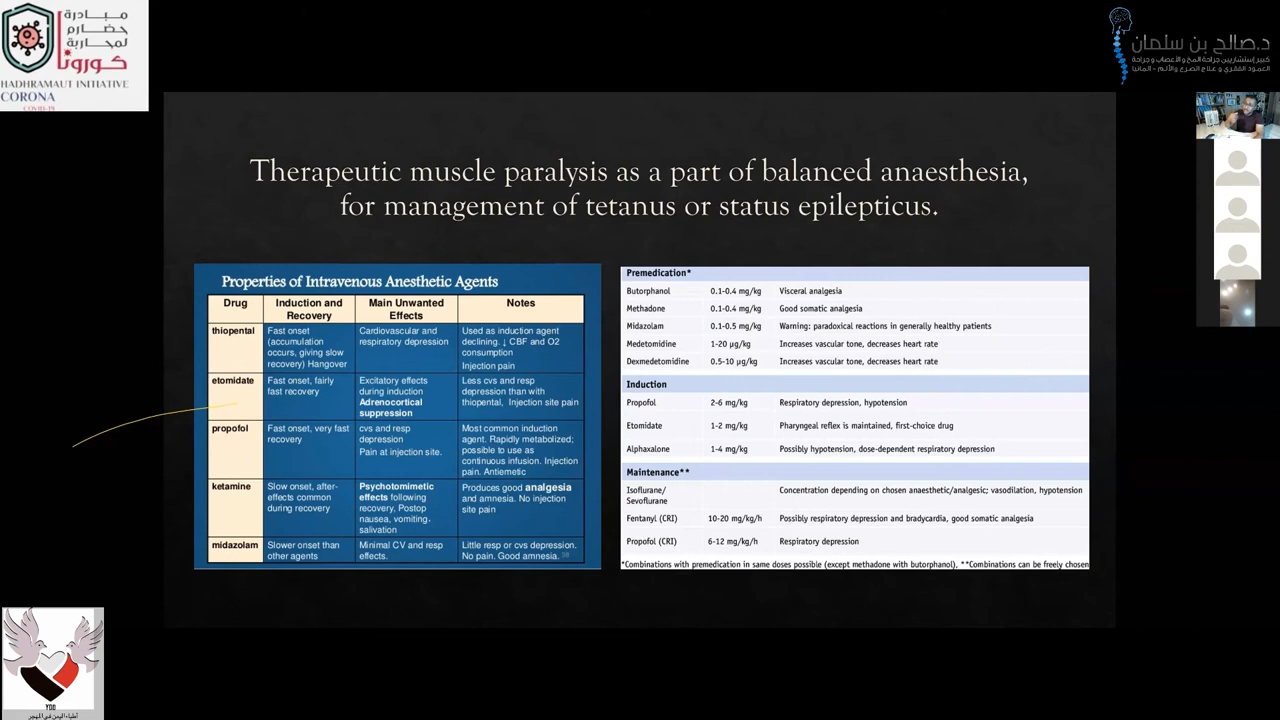 مبادرة
حضارم
لمحاربة
كورونا
HADHRAMAUT INITIATIVE
CORONA
COVID-19
د.صالح بن سلمان
كبير إستشاريين جراحة المخ والأعصاب وجراحة
العمود الفقري و علاج الصرع والألم - ألمانيا
Therapeutic muscle paralysis as a part of balanced anaesthesia,
for management of tetanus or status epilepticus.
Properties of Intravenous Anesthetic Agents
Drug
Induction and
Recovery
Main Unwanted
Effects
Notes
thiopental
Fast onset
(accumulation
occurs, giving slow
recovery) Hangover
Cardiovascular and
respiratory depression
Used as induction agent
declining. ↓ CBF and O2
consumption
Injection pain
etomidate
Fast onset, fairly
fast recovery
Excitatory effects
during induction
Adrenocortical
suppression
Less cvs and resp
depression than with
thiopental, Injection site pain
propofol
Fast onset, very fast
recovery
cvs and resp
depression
Pain at injection site.
Most common induction
agent. Rapidly metabolized;
possible to use as
continuous infusion. Injection
pain. Antiemetic
ketamine
Slow onset, after-
effects common
during recovery
Psychotomimetic
effects following
recovery, Postop
nausea, vomiting.
salivation
Produces good analgesia
and amnesia. No injection
site pain
midazolam
Slower onset than
other agents
Minimal CV and resp
effects.
Little resp or cvs depression.
No pain. Good amnesia.
Premedication*
Butorphanol 0.1-0.4 mg/kg Visceral analgesia
Methadone 0.1-0.4 mg/kg Good somatic analgesia
Midazolam 0.1-0.5 mg/kg Warning: paradoxical reactions in generally healthy patients
Medetomidine 1-20 µg/kg Increases vascular tone, decreases heart rate
Dexmedetomidine 0.5-10 µg/kg Increases vascular tone, decreases heart rate
Induction
Propofol 2-6 mg/kg Respiratory depression, hypotension
Etomidate 1-2 mg/kg Pharyngeal reflex is maintained, first-choice drug
Alphaxalone 1-4 mg/kg Possibly hypotension, dose-dependent respiratory depression
Maintenance**
Isoflurane/ Concentration depending on chosen anaesthetic/analgesic; vasodilation, hypotension
Sevoflurane
Fentanyl (CRI) 10-20 mg/kg/h Possibly respiratory depression and bradycardia, good somatic analgesia
Propofol (CRI) 6-12 mg/kg/h Respiratory depression
*Combinations with premedication in same doses possible (except methadone with butorphanol), **Combinations can be freely chosen
YDD
أطباء اليمن في المهجر